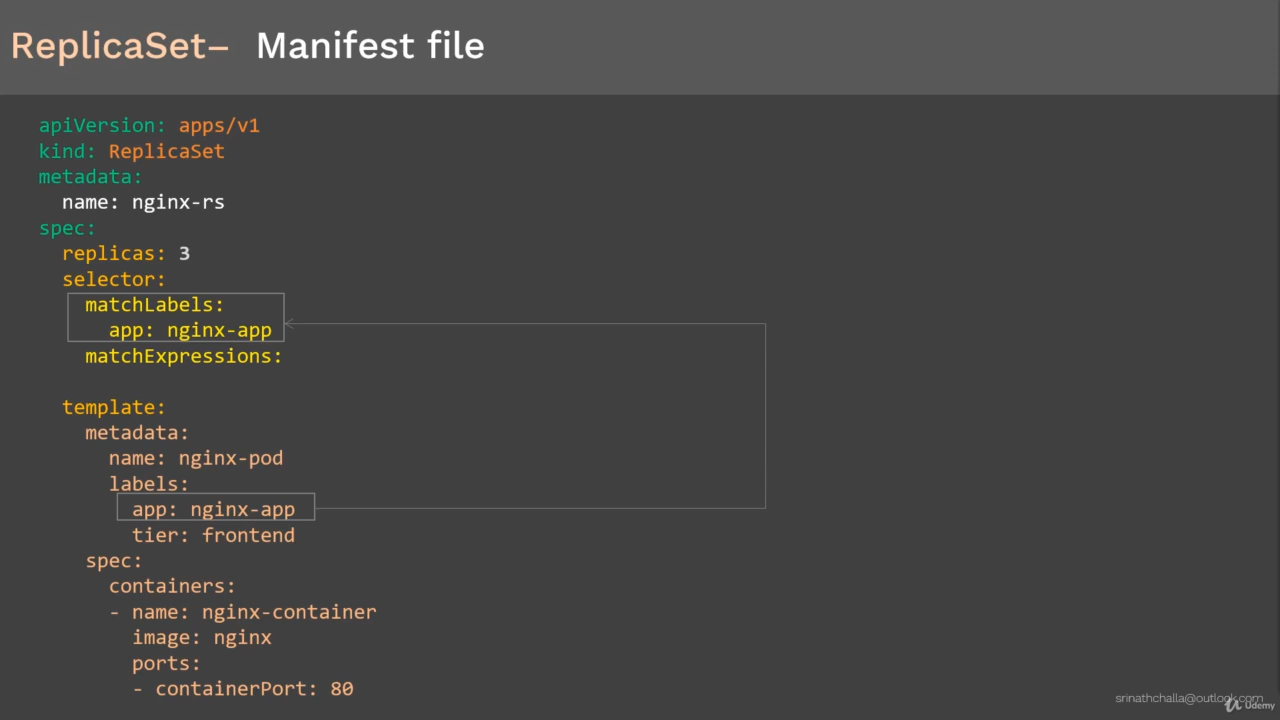 ReplicaSet– Manifest file
apiVersion: apps/v1
kind: ReplicaSet
metadata:
  name: nginx-rs
spec:
  replicas: 3
  selector:
    matchLabels:
      app: nginx-app
    matchExpressions:
  template:
    metadata:
      name: nginx-pod
      labels:
        app: nginx-app
        tier: frontend
    spec:
      containers:
      - name: nginx-container
        image: nginx
        ports:
        - containerPort: 80
srinathchalla@outlook.com
Udemy